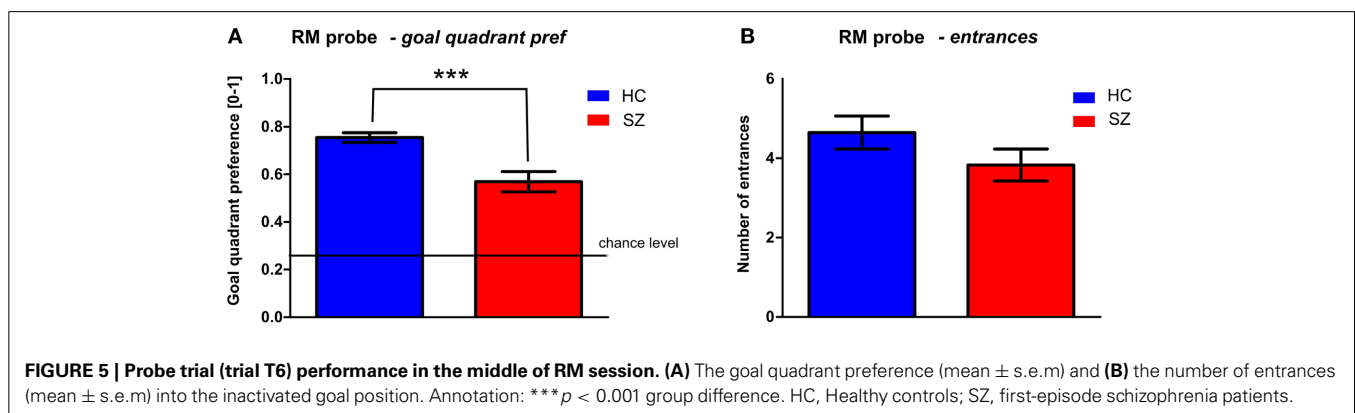 A RM probe - goal quadrant pref
***
HC
SZ
Goal quadrant preference [0-1]
1.0
0.8
0.6
0.4
0.2
0.0
chance level
B RM probe - entrances
HC
SZ
Number of entrances
6
4
2
0
FIGURE 5 | Probe trial (trial T6) performance in the middle of RM session. (A) The goal quadrant preference (mean ± s.e.m) and (B) the number of entrances
(mean ± s.e.m) into the inactivated goal position. Annotation: ***p < 0.001 group difference. HC, Healthy controls; SZ, first-episode schizophrenia patients.